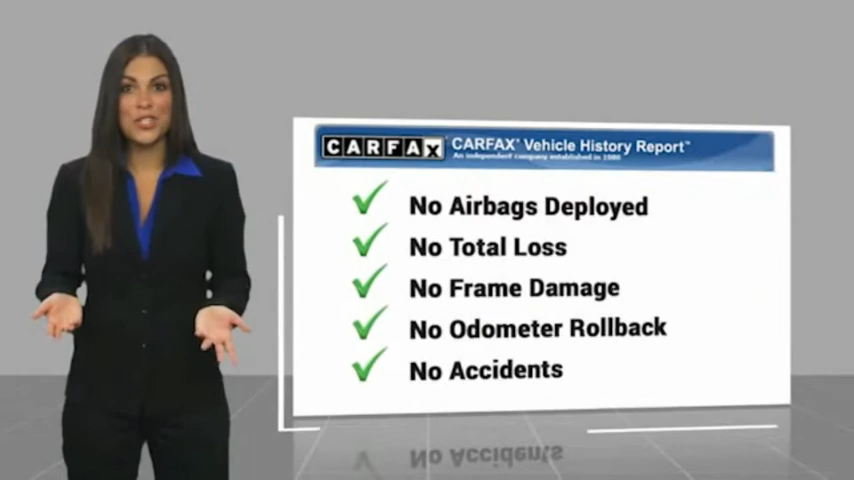 CARFAX CARFAX® Vehicle History Report™
An independent company established in 1986
No Airbags Deployed
No Total Loss
No Frame Damage
No Odometer Rollback
No Accidents
No Accidents